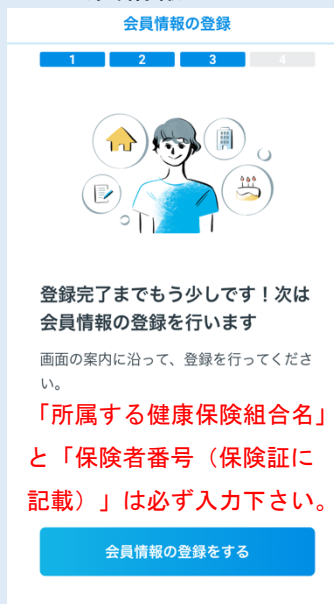 会員情報の登録
1 2 3 4
登録完了までもう少しです！次は
会員情報の登録を行います
画面の案内に沿って、登録を行ってくださ
い。
「所属する健康保険組合名」
と「保険者番号（保険証に
記載）」は必ず入力下さい。
会員情報の登録をする